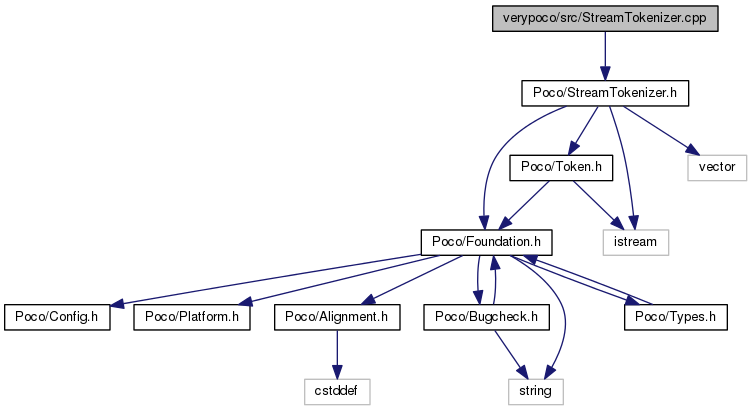 verypoco/src/StreamTokenizer.cpp
Poco/StreamTokenizer.h
Poco/Token.h
vector
Poco/Foundation.h
istream
Poco/Config.h
Poco/Platform.h
Poco/Alignment.h
Poco/Bugcheck.h
Poco/Types.h
cstddef
string